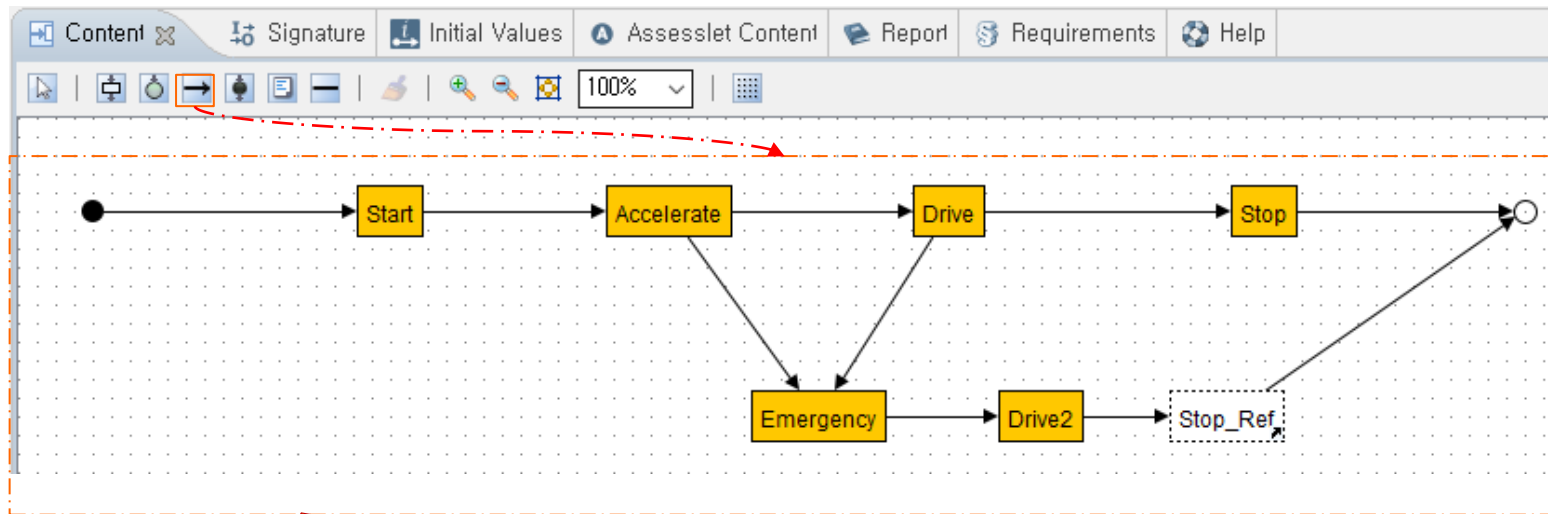 Content Signature Initial Values Assesslet Content Report Requirements Help
100%
Start Accelerate Drive Stop
Emergency Drive2 Stop_Ref